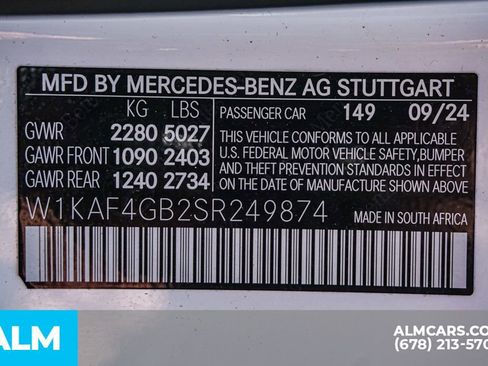 MFD BY MERCEDES-BENZ AG STUTTGART
KG LBS
GVWR 2280 5027
GAWR FRONT 1090 2403
GAWR REAR 1240 2734
PASSENGER CAR 149 09/24
THIS VEHICLE CONFORMS TO ALL APPLICABLE
U.S. FEDERAL MOTOR VEHICLE SAFETY, BUMPER
AND THEFT PREVENTION STANDARDS IN EFFECT
ON THE DATE OF MANUFACTURE SHOWN ABOVE.
W1KAF4GB2SR249874
MADE IN SOUTH AFRICA
ALM
ALMCARS.CO
(678) 213-570